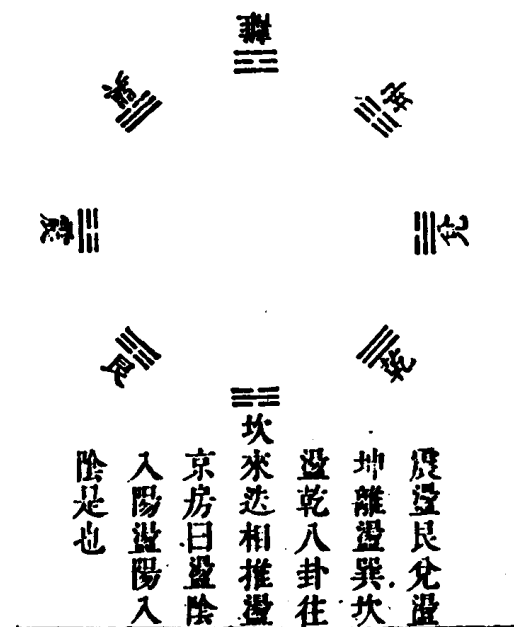 離
坤
兌
乾
坎
艮
震
巽
震盪艮兌盪
坤離盪巽坎
盪乾八卦往
來迭相推盪
京房曰盪陰
入陽盪陽入
陰是也